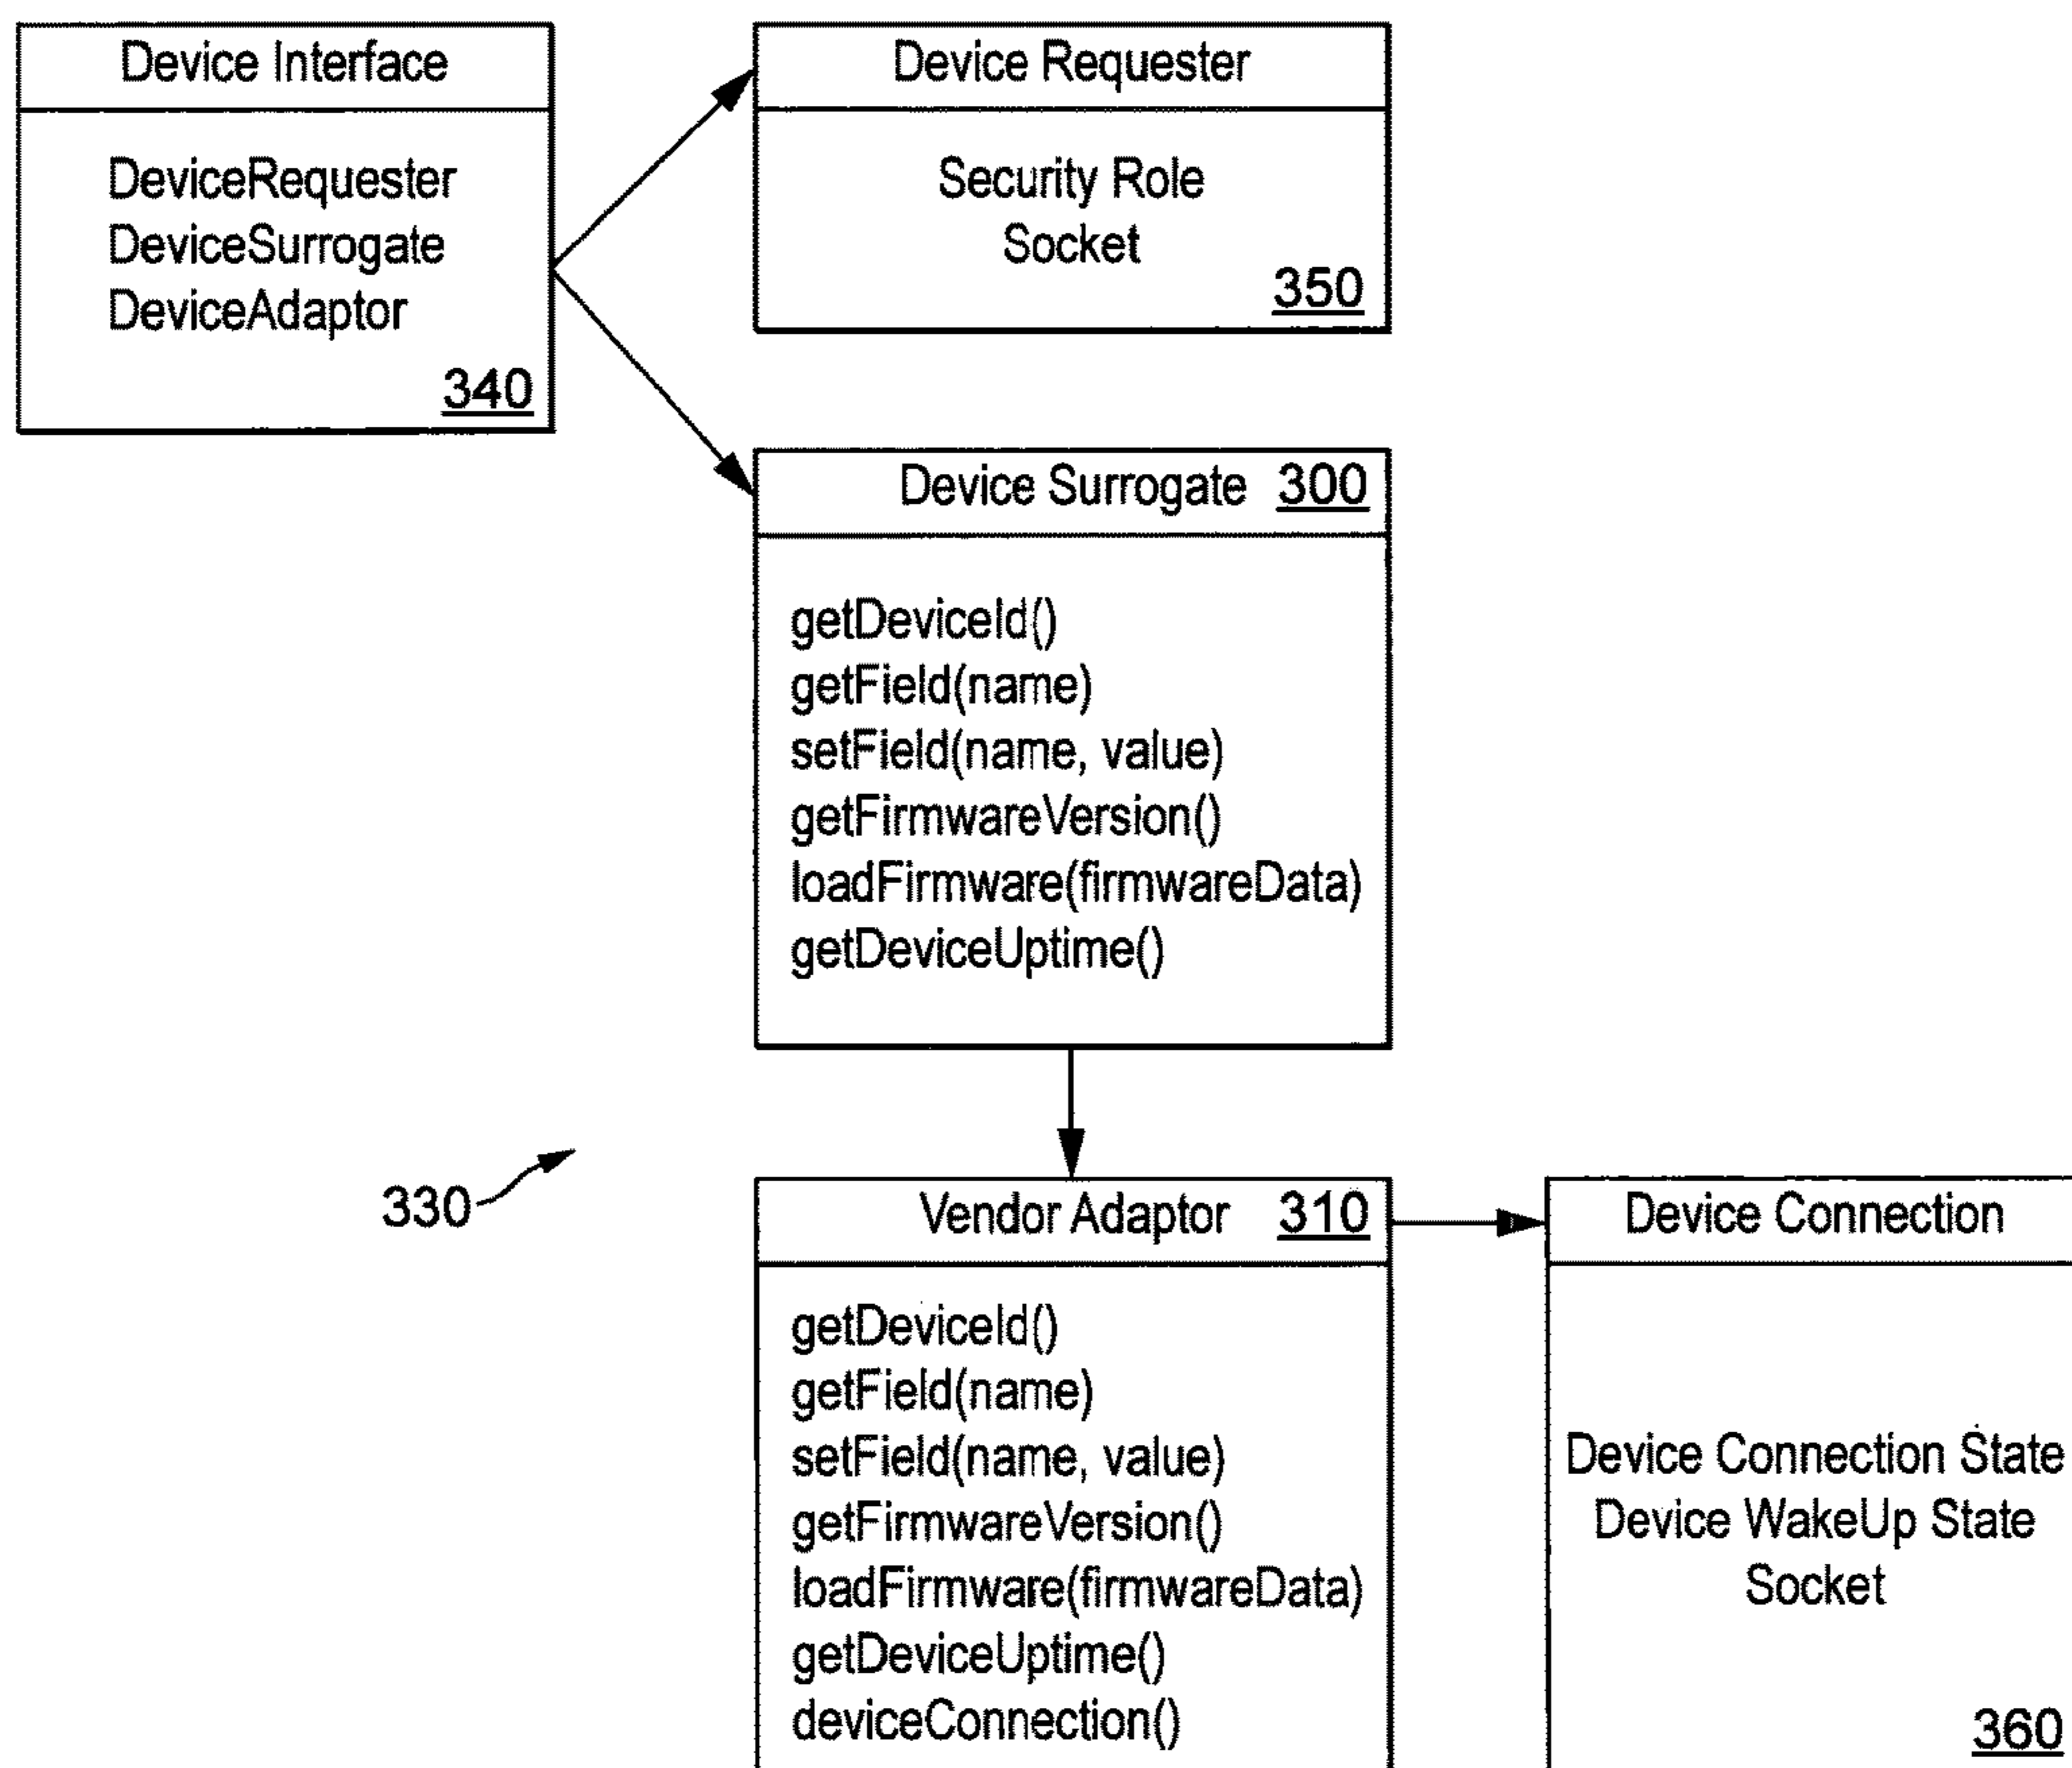 Device Interface
DeviceRequester
DeviceSurrogate
DeviceAdaptor
340
Device Requester
Security Role
Socket
350
Device Surrogate 300
getDeviceId()
getField(name)
setField(name, value)
getFirmwareVersion()
loadFirmware(firmwareData)
getDeviceUptime()
330
Vendor Adaptor 310
getDeviceId()
getField(name)
setField(name, value)
getFirmwareVersion()
loadFirmware(firmwareData)
getDeviceUptime()
deviceConnection()
Device Connection
Device Connection State
Device WakeUp State
Socket
360